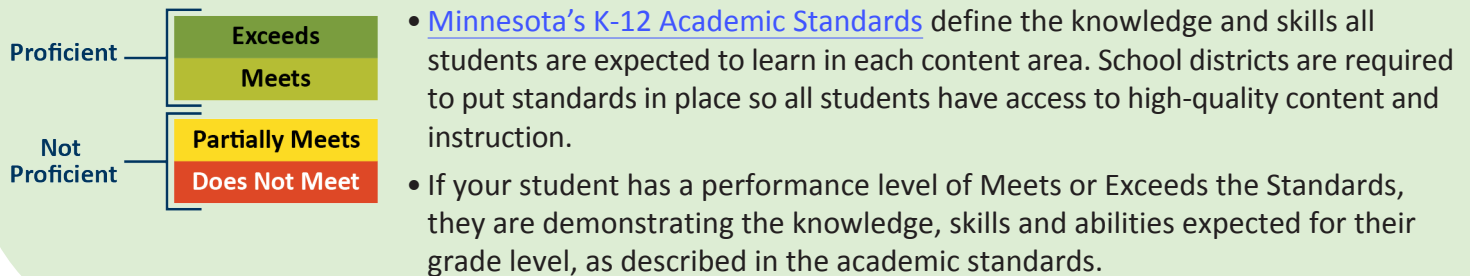 Proficient
Exceeds
Meets
Not
Proficient
Partially Meets
Does Not Meet
• Minnesota's K-12 Academic Standards define the knowledge and skills all
students are expected to learn in each content area. School districts are required
to put standards in place so all students have access to high-quality content and
instruction.
• If your student has a performance level of Meets or Exceeds the Standards,
they are demonstrating the knowledge, skills and abilities expected for their
grade level, as described in the academic standards.